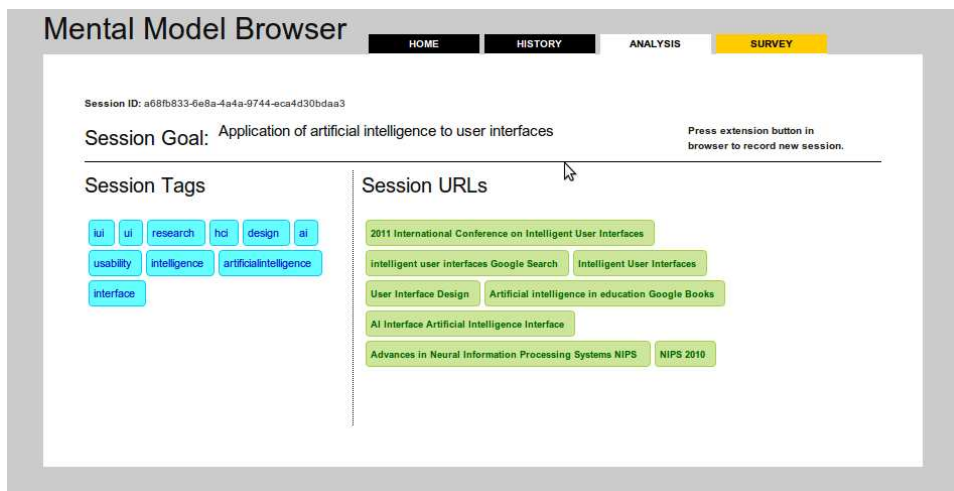 Mental Model Browser
HOME HISTORY ANALYSIS SURVEY
Session ID: a68fb833-6e8a-4a4a-9744-eca4d30bdaa3
Session Goal: Application of artificial intelligence to user interfaces
Press extension button in
browser to record new session.
Session Tags
iui ui research hci design ai
usability intelligence artificialintelligence
interface
Session URLs
2011 International Conference on Intelligent User Interfaces
intelligent user interfaces Google Search Intelligent User Interfaces
User Interface Design Artificial intelligence in education Google Books
AI Interface Artificial Intelligence Interface
Advances in Neural Information Processing Systems NIPS NIPS 2010